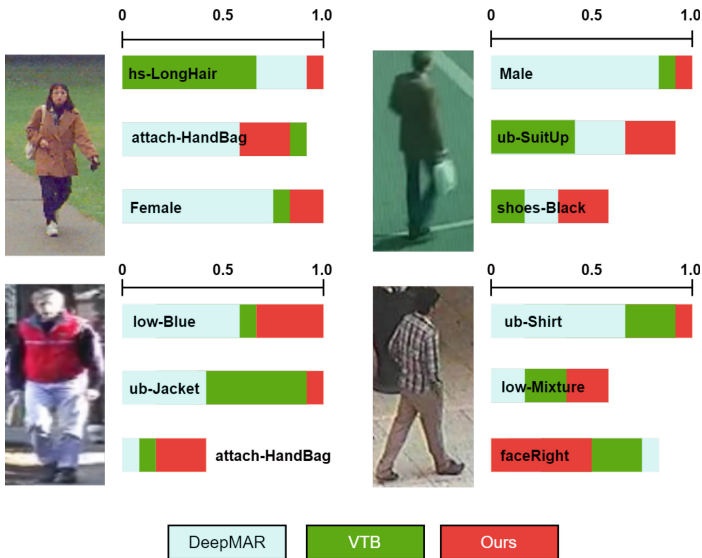 0 0.5 1.0
hs-LongHair
attach-HandBag
Female
0 0.5 1.0
Male
ub-SuitUp
shoes-Black
0 0.5 1.0
low-Blue
ub-Jacket
attach-HandBag
0 0.5 1.0
ub-Shirt
low-Mixture
faceRight
DeepMAR VTB Ours